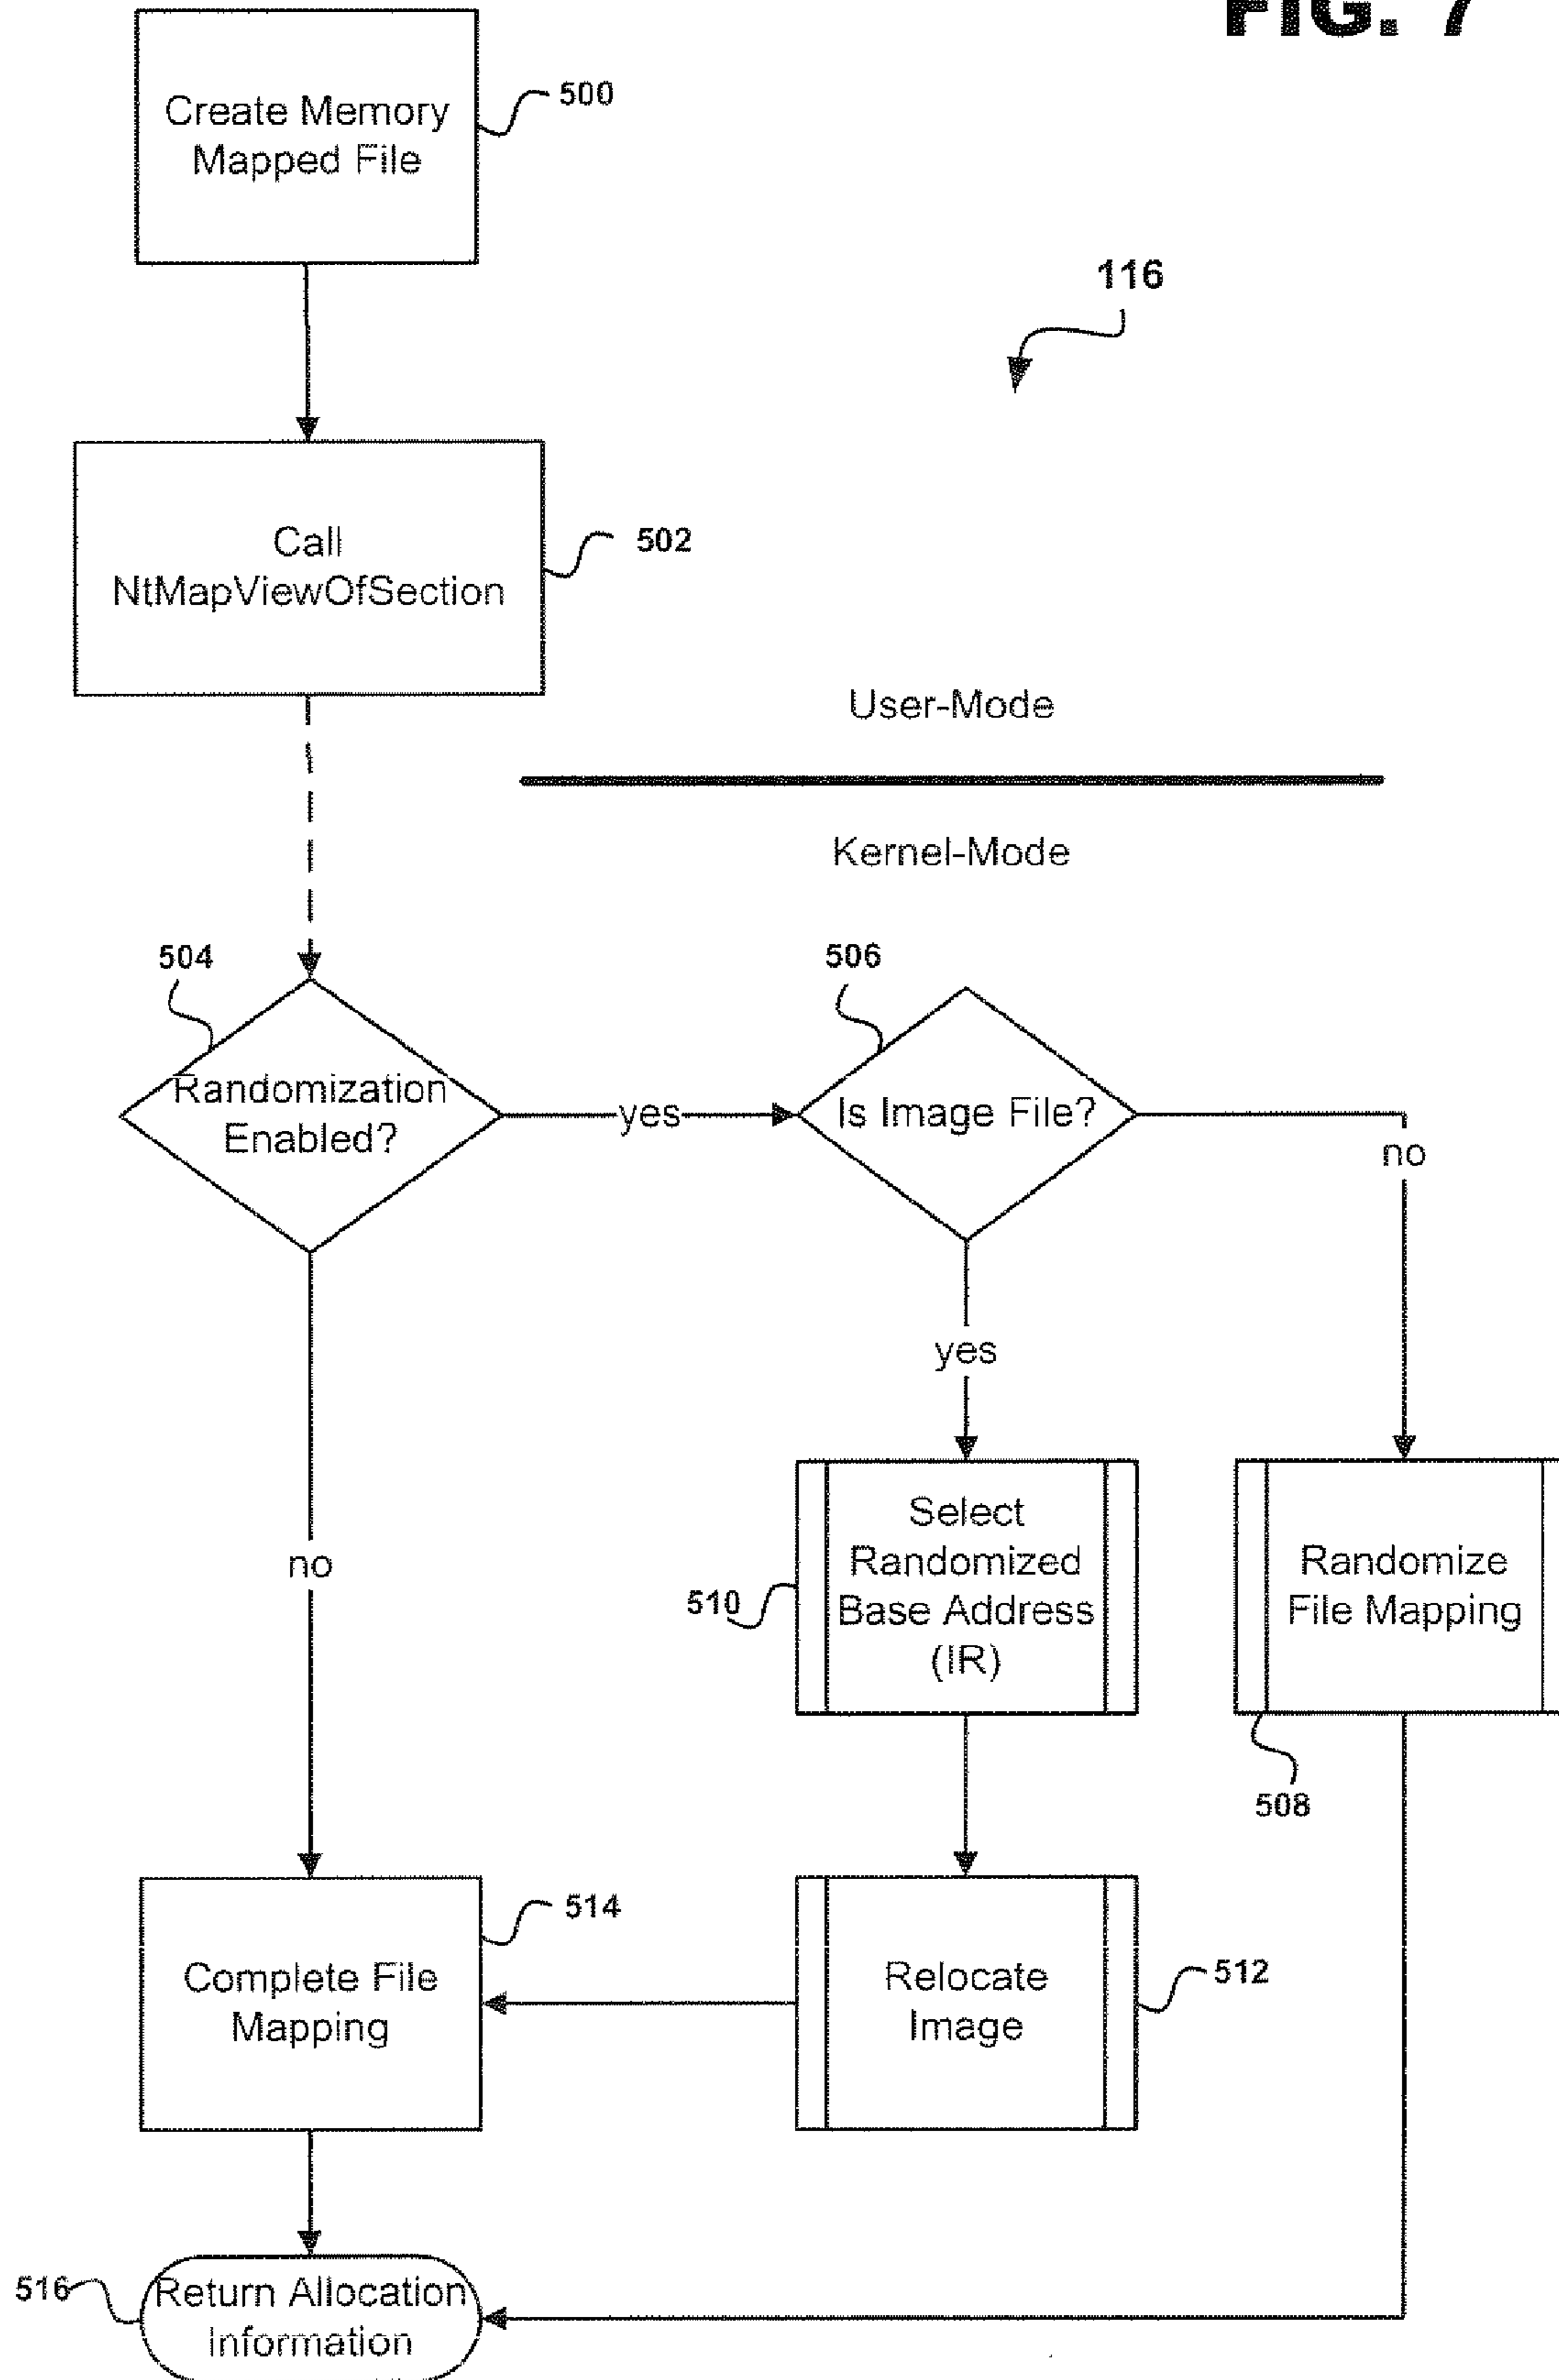 FIG. 7
Create Memory
Mapped File
500
116
Call
NtMapViewOfSection
502
User-Mode
Kernel-Mode
504
506
Randomization
Enabled?
yes
Is Image File?
no
yes
no
Select
Randomized
Base Address
(IR)
510
Randomize
File Mapping
508
514
Complete File
Mapping
Relocate
Image
512
516
Return Allocation
Information